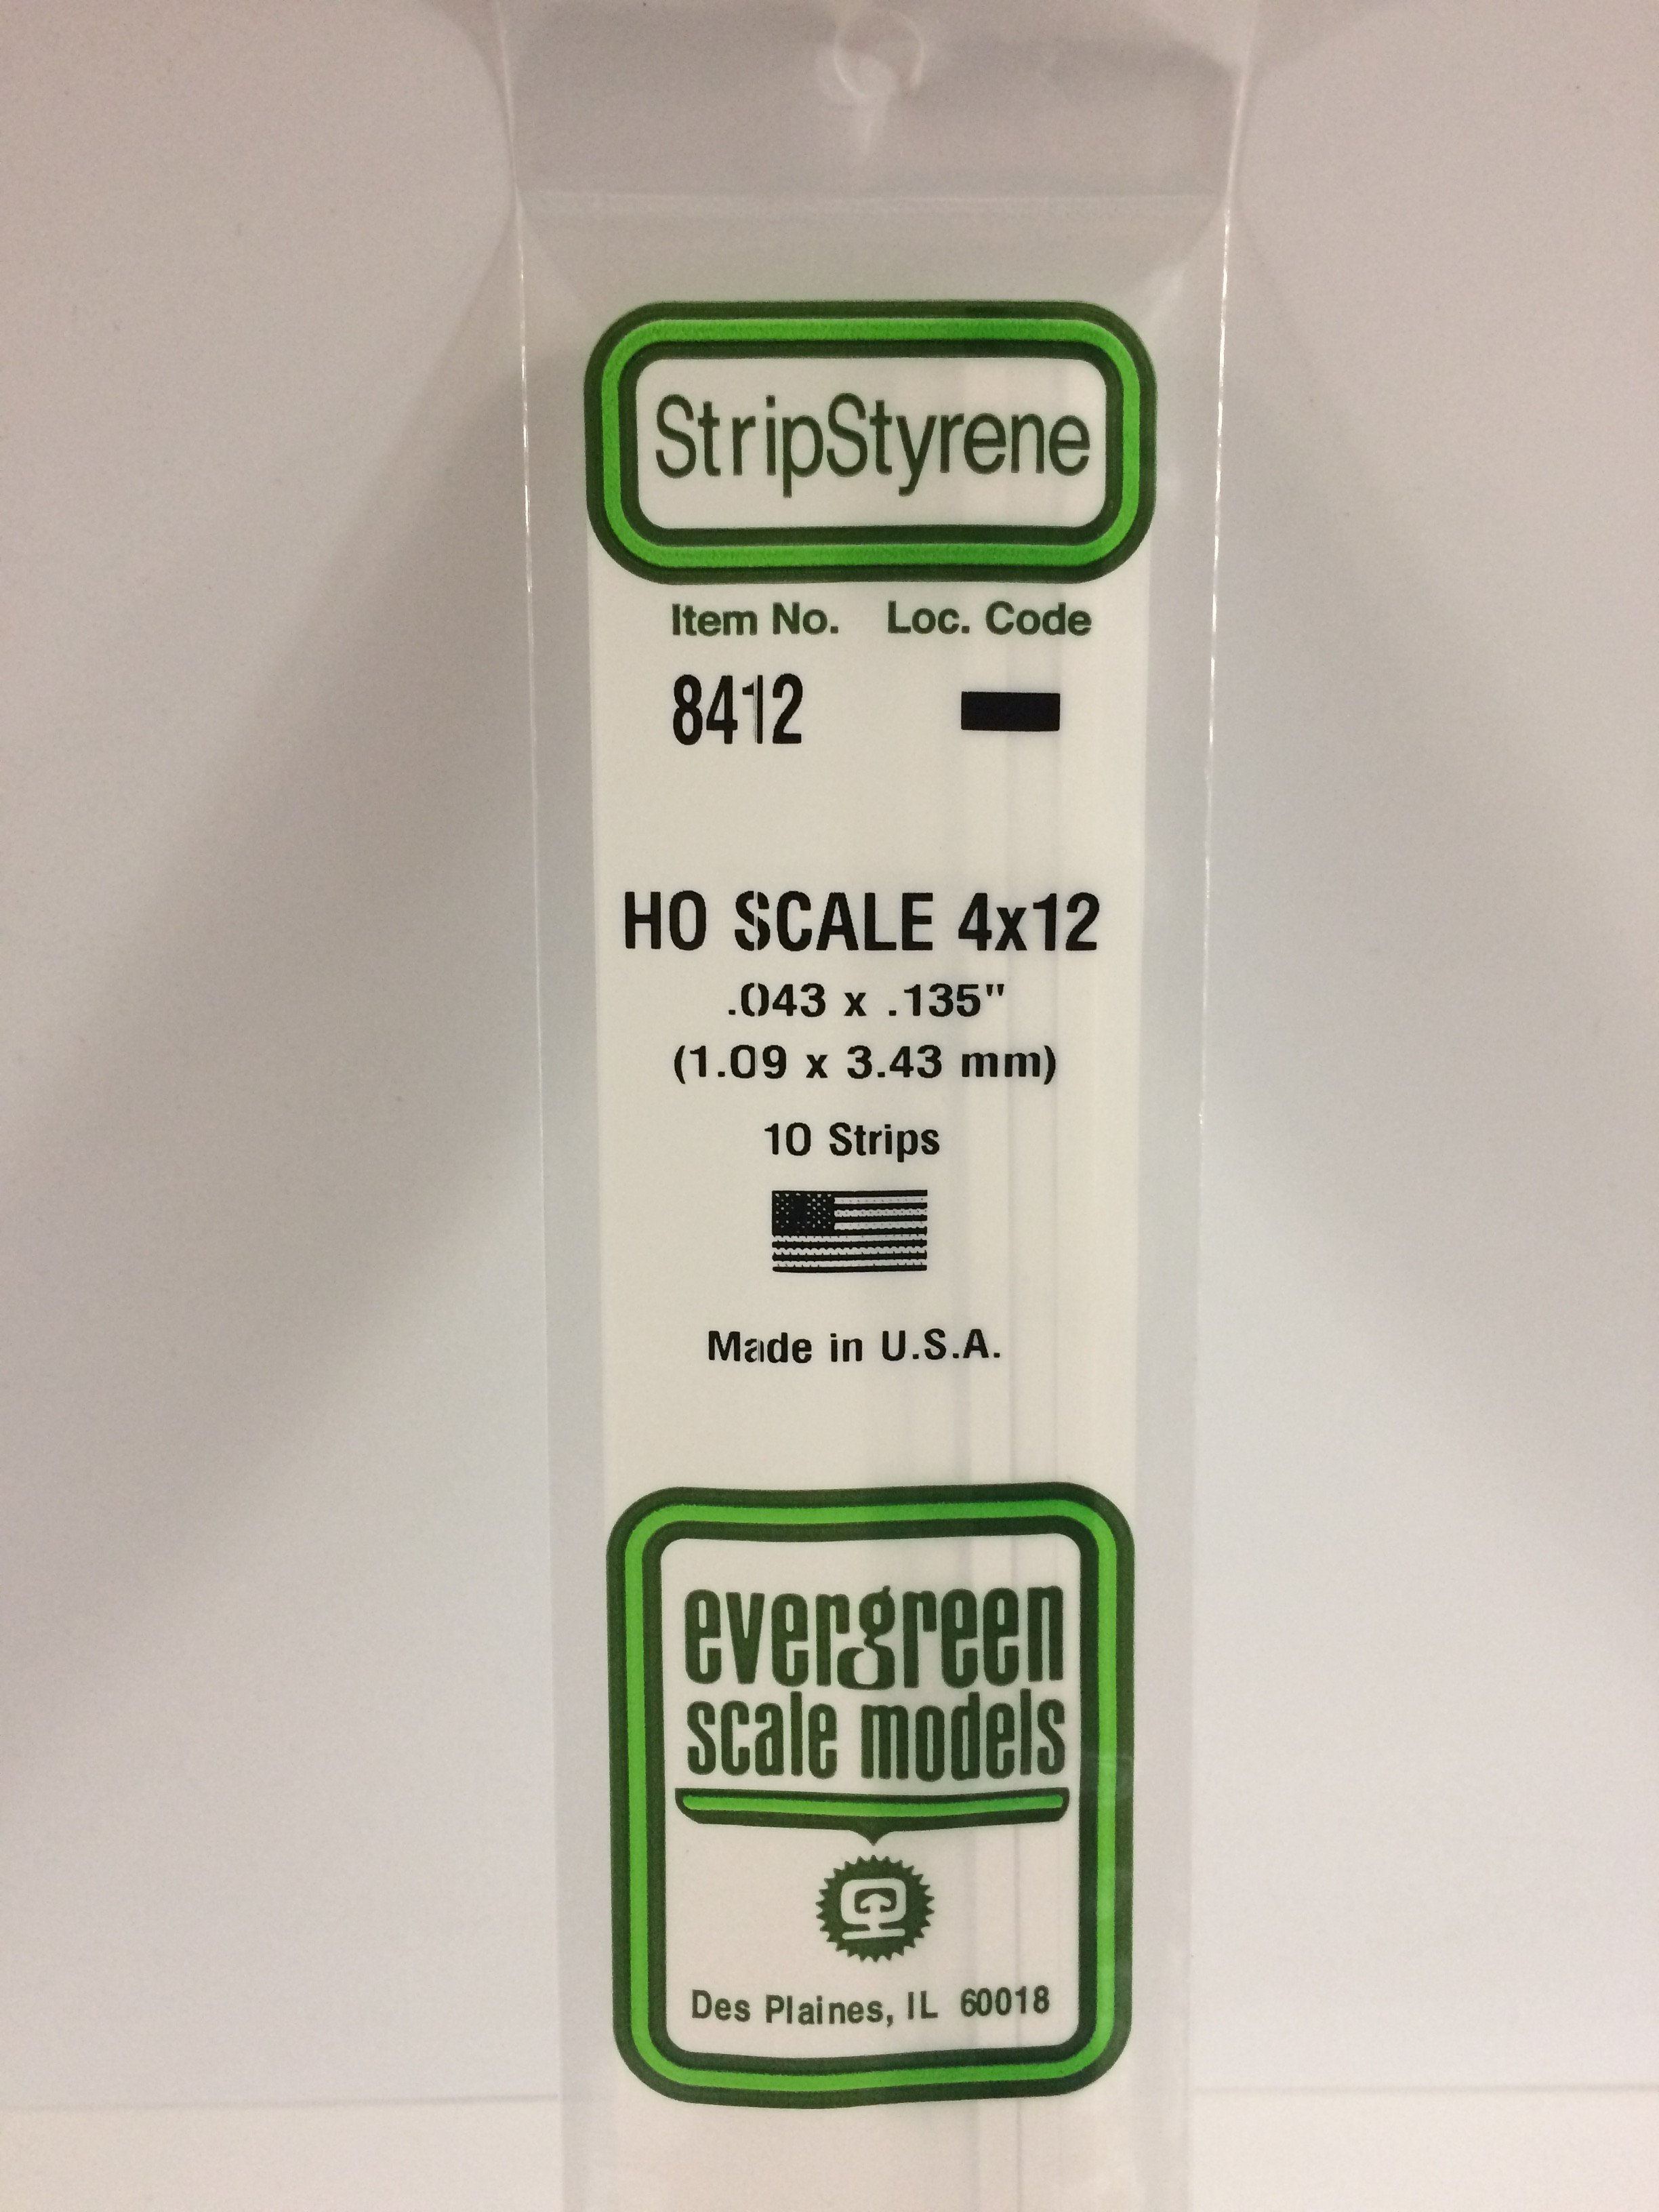 StripStyrene
Item No. Loc. Code
8412
HO SCALE 4x12
.043 x .135"
(1.09 x 3.43 mm)
10 Strips
Made in U.S.A.
evergreen
scale models
Des Plaines, IL 60018